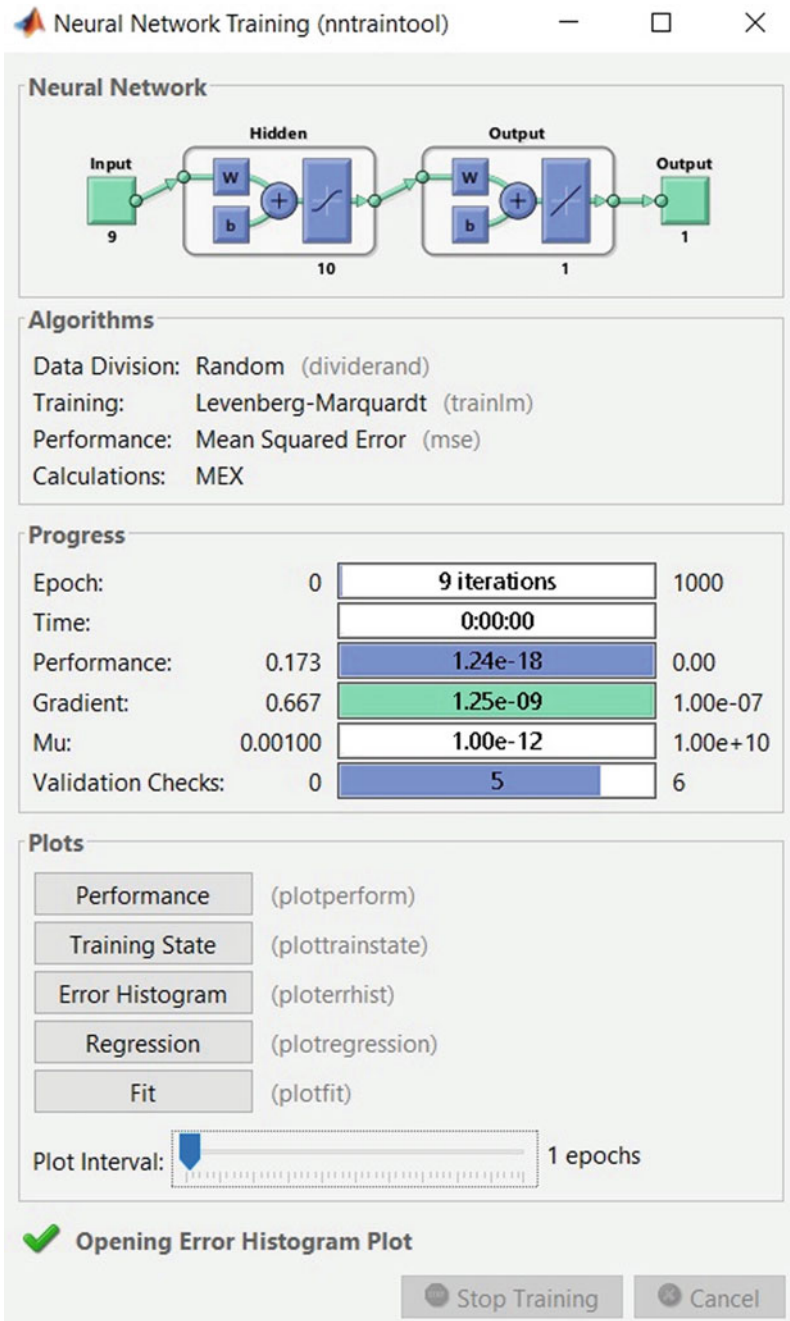 Neural Network Training (nntraintool)
Neural Network
Hidden
Output
Input
Output
W
W
+
+
b
b
9
1
10
1
Algorithms
Data Division: Random (dividerand)
Training: Levenberg-Marquardt (trainlm)
Performance: Mean Squared Error (mse)
Calculations: MEX
Progress
Epoch: 0 9 iterations 1000
Time: 0:00:00
Performance: 0.173 1.24e-18 0.00
Gradient: 0.667 1.25e-09 1.00e-07
Mu: 0.00100 1.00e-12 1.00e+10
Validation Checks: 0 5 6
Plots
Performance (plotperform)
Training State (plottrainstate)
Error Histogram (ploterrhist)
Regression (plotregression)
Fit (plotfit)
Plot Interval: 1 epochs
Opening Error Histogram Plot
Stop Training Cancel